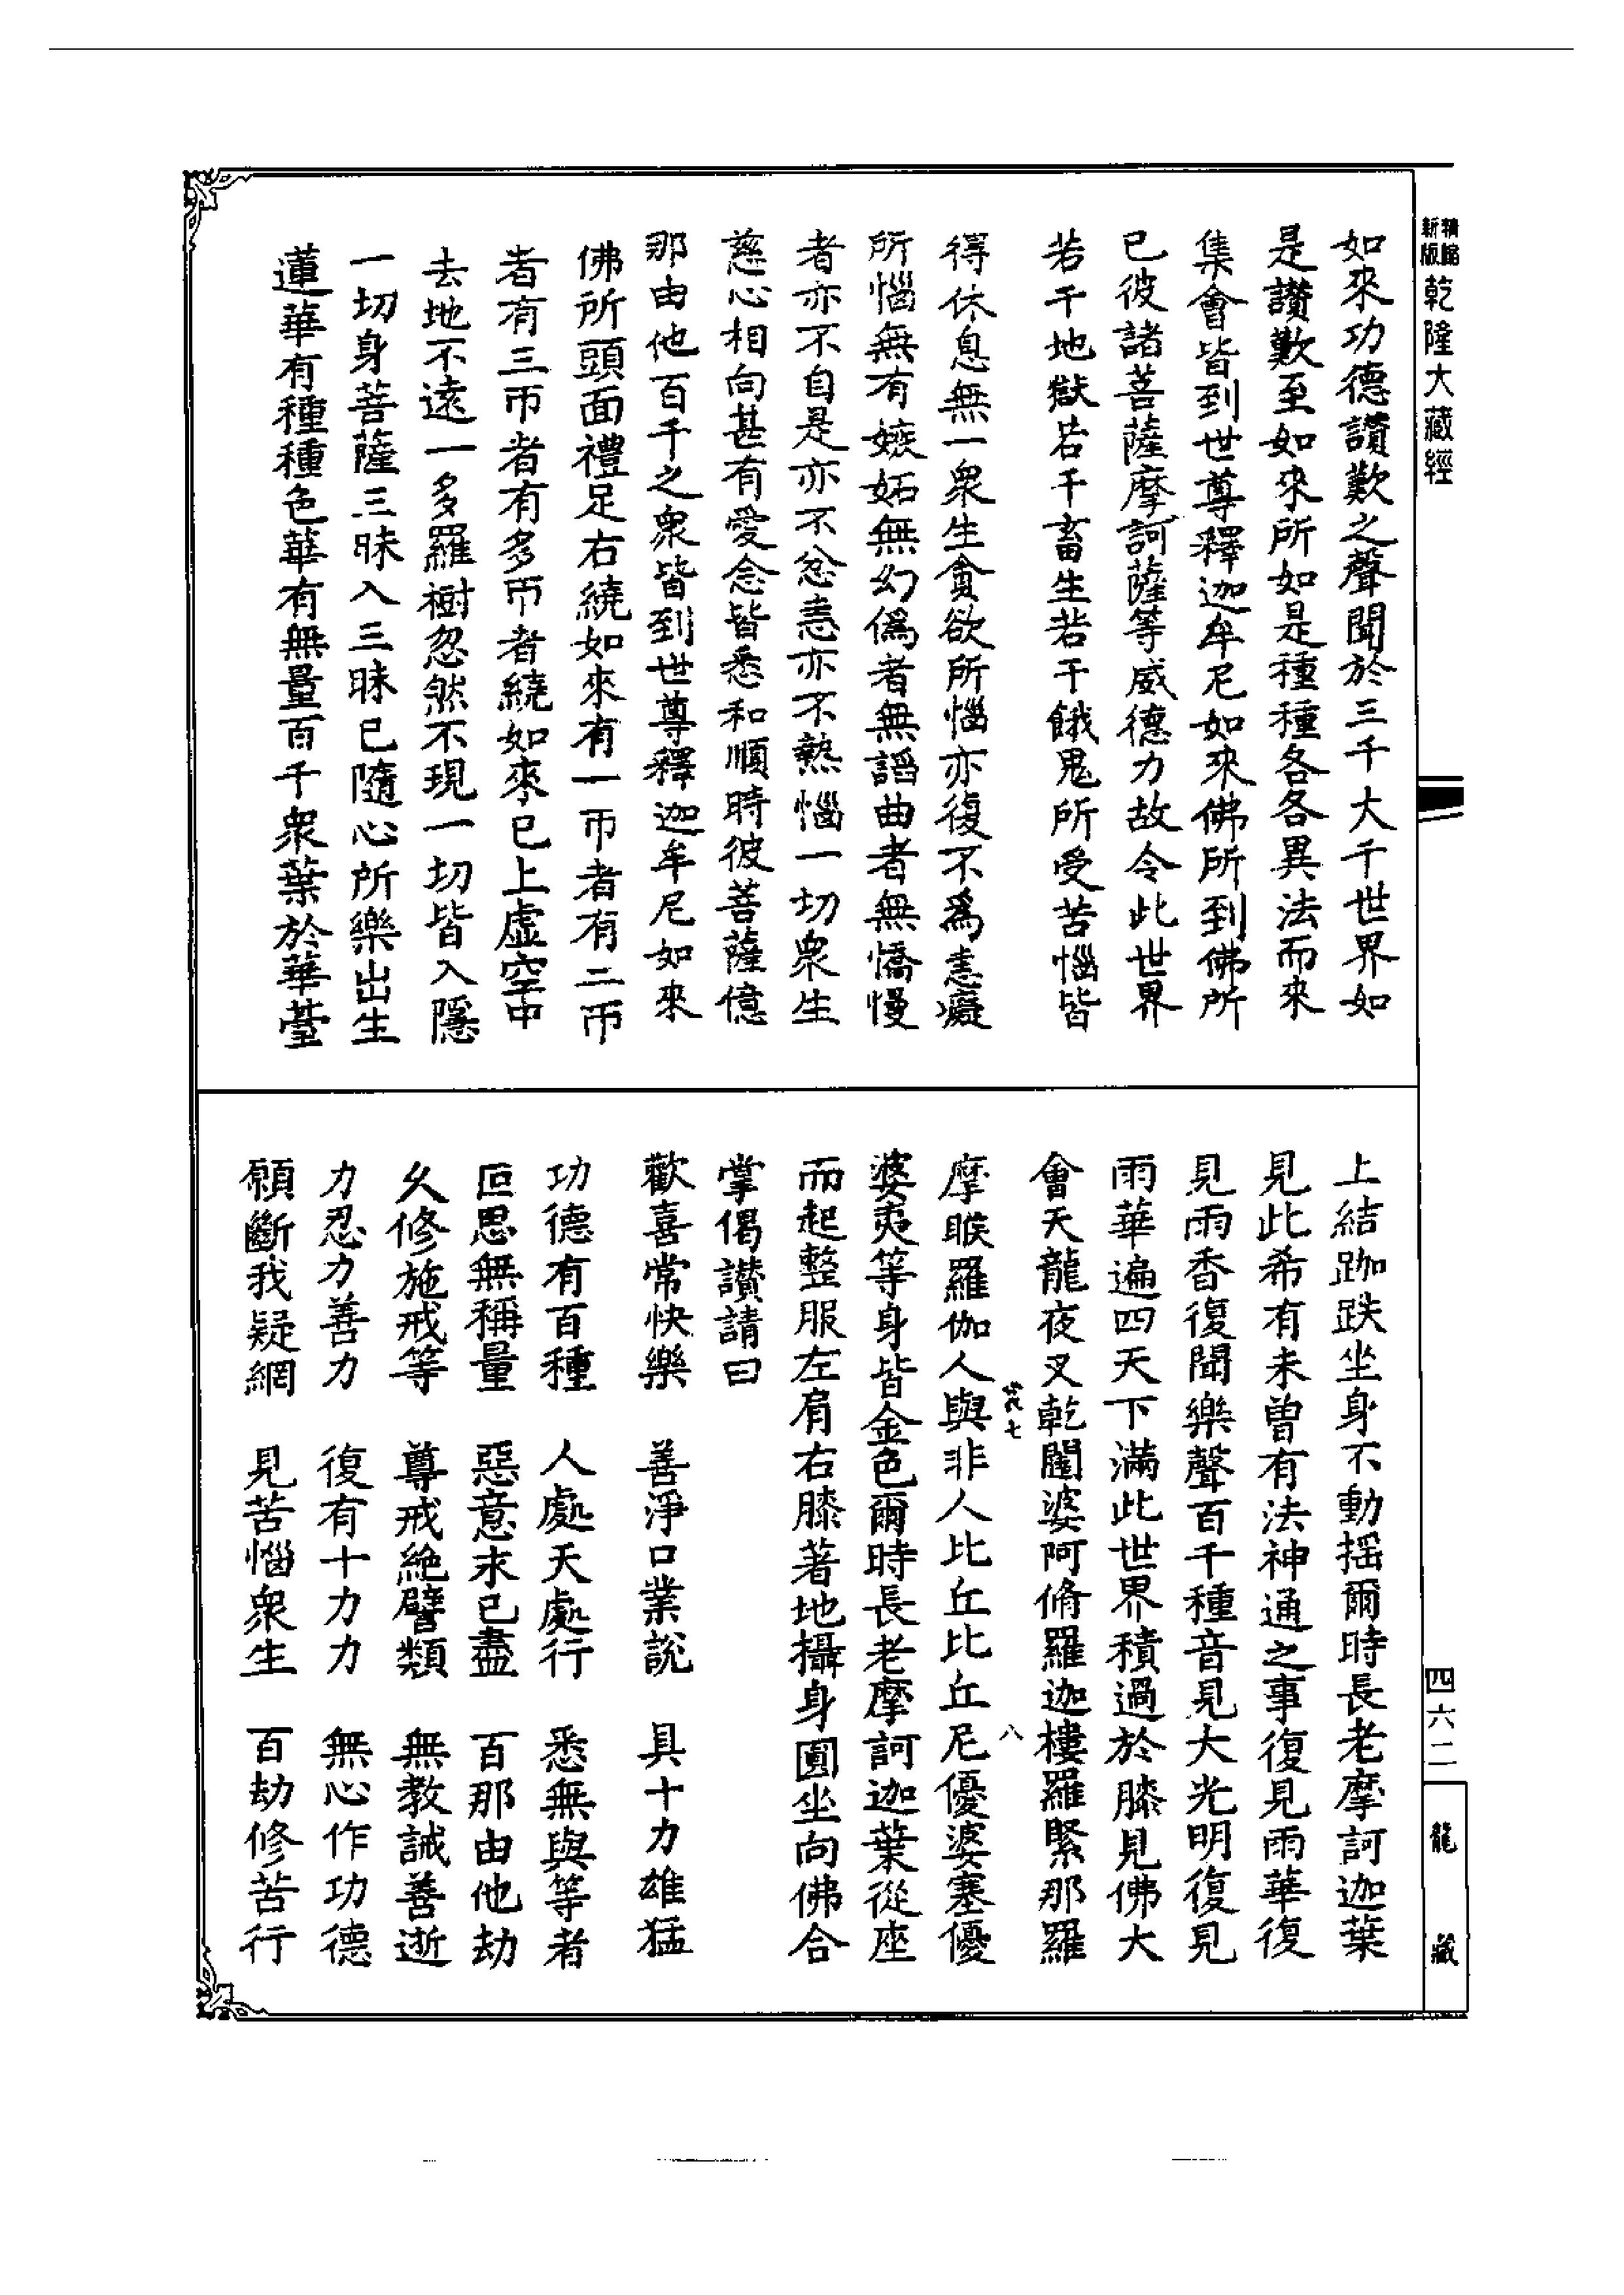 新版
輯縮
乾隆大藏經
如來功德讚歎之聲聞於三千大千世界如
是讚歎至如來所如是種種各各異法而來
集會皆到世尊釋迦牟尼如來佛所到佛所
已彼諸菩薩摩訶薩等威德力故令此世界
若干地獄若干畜生若干餓鬼所受苦惱皆
得休息無一衆生貪欲所惱亦復不爲恚癡
所惱無有嫉妬無幻僞者無諂曲者無憍慢
者亦不自是亦不忿恚亦不熱惱一切衆生
慈心相向甚有愛念皆悉和順時彼菩薩億
那由他百千之衆皆到世尊釋迦牟尼如來
佛所頭面禮足右繞如來有一帀者有二帀
者有三帀者有多帀者繞如來已上虛空中
去地不遠一多羅樹忽然不現一切皆入隱
一切身菩薩三昧入三昧已隨心所樂出生
蓮華有種種色華有無量百千衆葉於華臺
上結跏趺坐身不動搖爾時長老摩訶迦葉
見此希有未曾有法神通之事復見雨華復
見雨香復聞樂聲百千種音見大光明復見
雨華遍四天下滿此世界積過於膝見佛大
會天龍夜叉乾闥婆阿脩羅迦樓羅緊那羅
七
八
摩睺羅伽人與非人比丘比丘尼優婆塞優
婆夷等身皆金色爾時長老摩訶迦葉從座
而起整服左肩右膝著地攝身圓坐向佛合
掌偈讚請曰
歡喜常快樂　善淨口業說　具十力雄猛
功德有百種　人處天處行　悉無與等者
叵思無稱量　惡意求已盡　百那由他劫
久修施戒等　尊戒絶譬類　無教誡善逝
力忍力善力　復有十力力　無心作功德
願斷我疑網　見苦惱衆生　百劫修苦行
四六二
龍藏